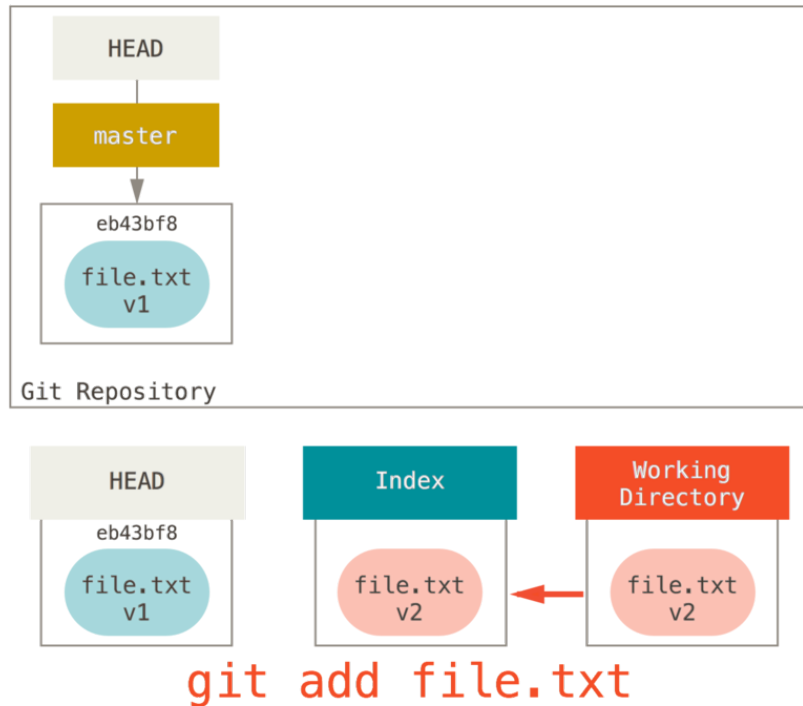 HEAD
master
eb43bf8
file.txt
v1
Git Repository
HEAD
Index
Working
Directory
eb43bf8
file.txt
v1
file.txt
v2
file.txt
v2
git add file.txt